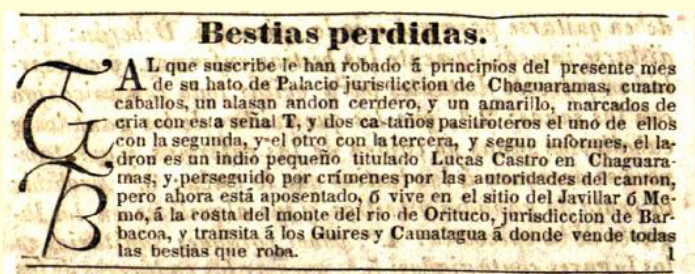 Bestias perdidas.
AL que suscribe le han robado á principios del presente mes
de su hato de Palacio jurisdiccion de Chaguaramas, cuatro
caballos, un alasan andon cerdero, y un amarillo, marcados de
cria con esta señal T, y dos castaños pasitroteros el uno de ellos
con la segunda, y el otro con la tercera, y segun informes, el la-
dron es un indio pequeño titulado Lucas Castro en Chaguara-
mas, y perseguido por crímenes por las autoridades del canton,
pero ahora está aposentado, ó vive en el sitio del Javillar ó Me-
mo, á la costa del monte del rio de Orituco, jurisdiccion de Bar-
bacoa, y transita á los Guires y Camatagua á donde vende todas
las bestias que roba. 1
T
G
B